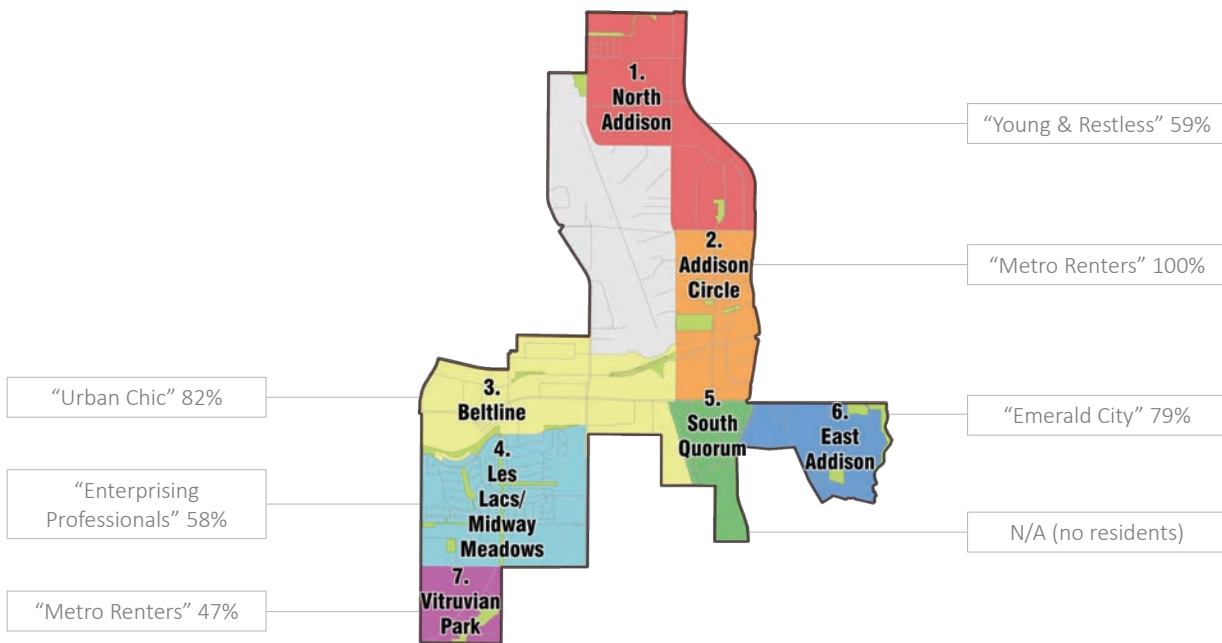 1.
North
Addison
“Young & Restless” 59%
2.
Addison
Circle
“Metro Renters” 100%
“Urban Chic” 82%
3.
Beltline
5.
South
Quorum
6.
East
Addison
“Emerald City” 79%
“Enterprising
Professionals” 58%
4.
Les
Lacs/
Midway
Meadows
N/A (no residents)
“Metro Renters” 47%
7.
Vitruvian
Park